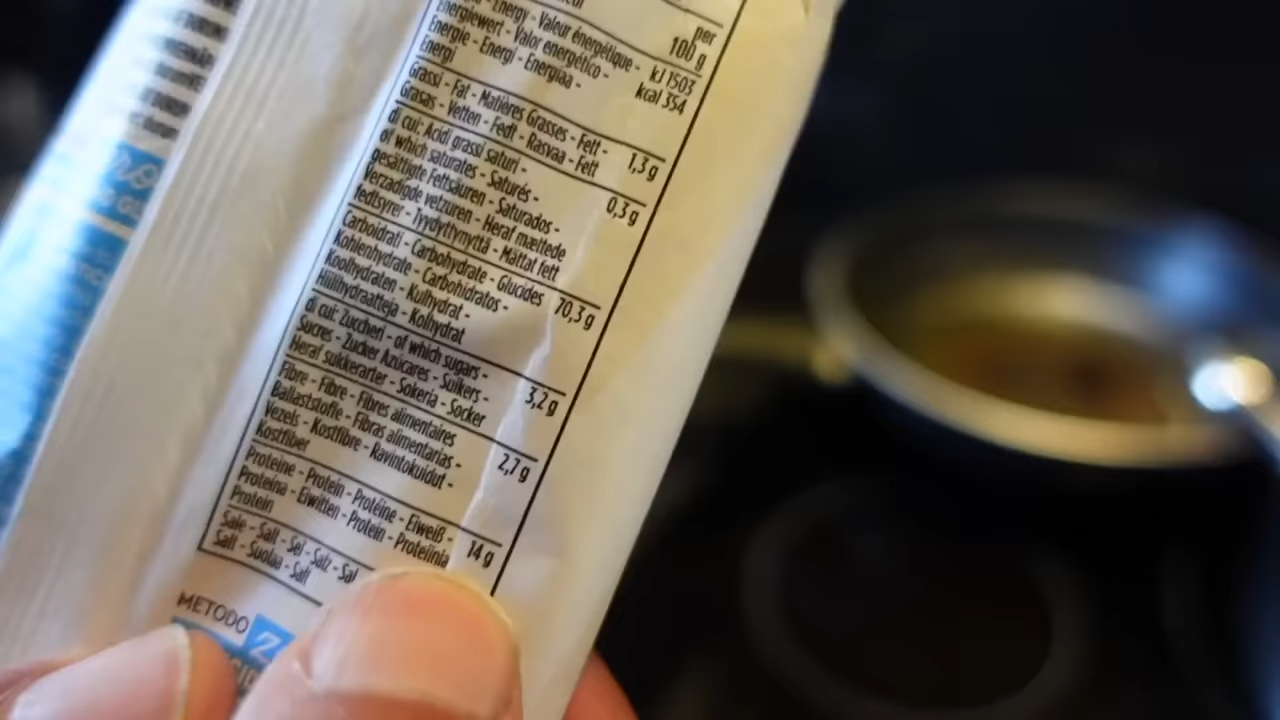 per
100 g
Energy - Valeur énergétique -
Energiewert - Valor energético -
Energie - Energi - Energiaa -
Energi
kJ 1503
kcal 354
Grassi - Fat - Matières Grasses - Fett -
Grasas - Vetten - Fedt - Rasvaa - Fett
1,3 g
di cui: Acidi grassi saturi -
of which saturates - Saturés -
gesättigte Fettsäuren - Saturados -
Verzadigde vetzuren - Heraf mættede
fedtsyrer - Tyydyttynyttä - Mättat fett
0,3 g
Carboidrati - Carbohydrate - Glucides
Kohlenhydrate - Carbohidratos -
Koolhydraten - Kulhydrat -
Hiilihydraatteja - Kolhydrat
70,3 g
di cui: Zuccheri - of which sugars -
Sucres - Zucker Azúcares - Suikers -
Heraf sukkerarter - Sokeria - Socker
3,2 g
Fibre - Fibre - Fibres alimentaires
Ballaststoffe - Fibras alimentarias -
Vezels - Kostfibre - Ravintokuidut -
Kostfiber
2,7 g
Proteine - Protein - Protéine - Eiweiß -
Proteína - Eiwitten - Protein - Proteiinia
Protein
14 g
Sale - Salt - Sel - Salz - Sal
Salt - Suolaa - Salt
METODO